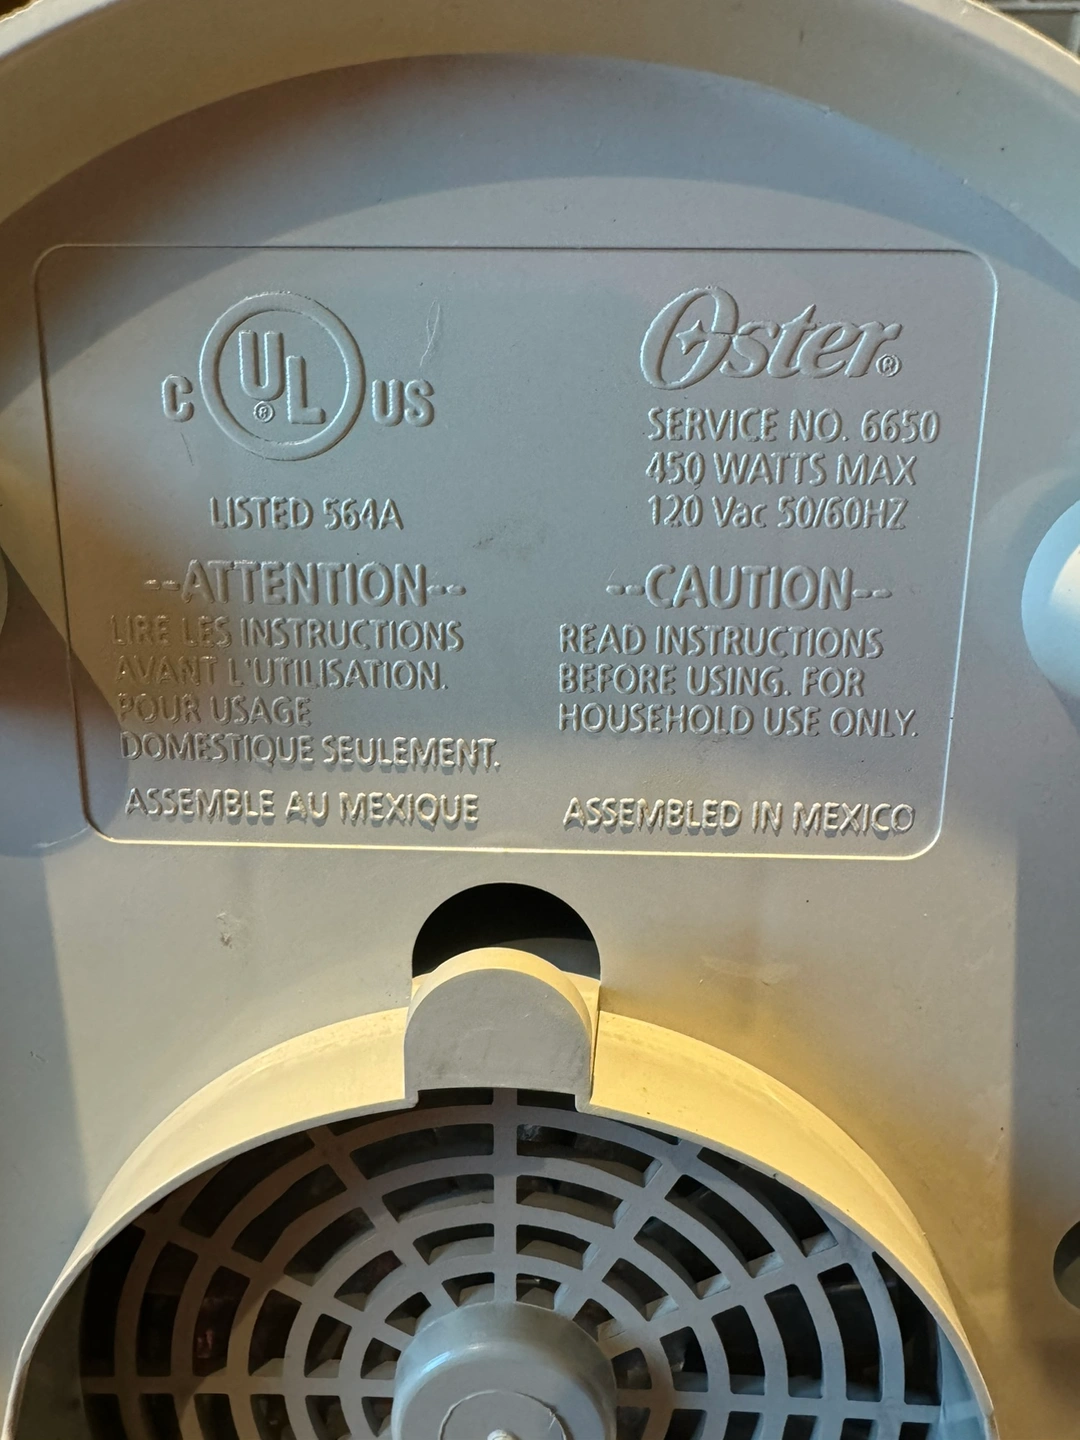 C UL® US
LISTED 564A
Oster®
SERVICE NO. 6650
450 WATTS MAX
120 Vac 50/60HZ
--ATTENTION--
LIRE LES INSTRUCTIONS
AVANT L'UTILISATION.
POUR USAGE
DOMESTIQUE SEULEMENT.
ASSEMBLE AU MEXIQUE
--CAUTION--
READ INSTRUCTIONS
BEFORE USING. FOR
HOUSEHOLD USE ONLY.
ASSEMBLED IN MEXICO